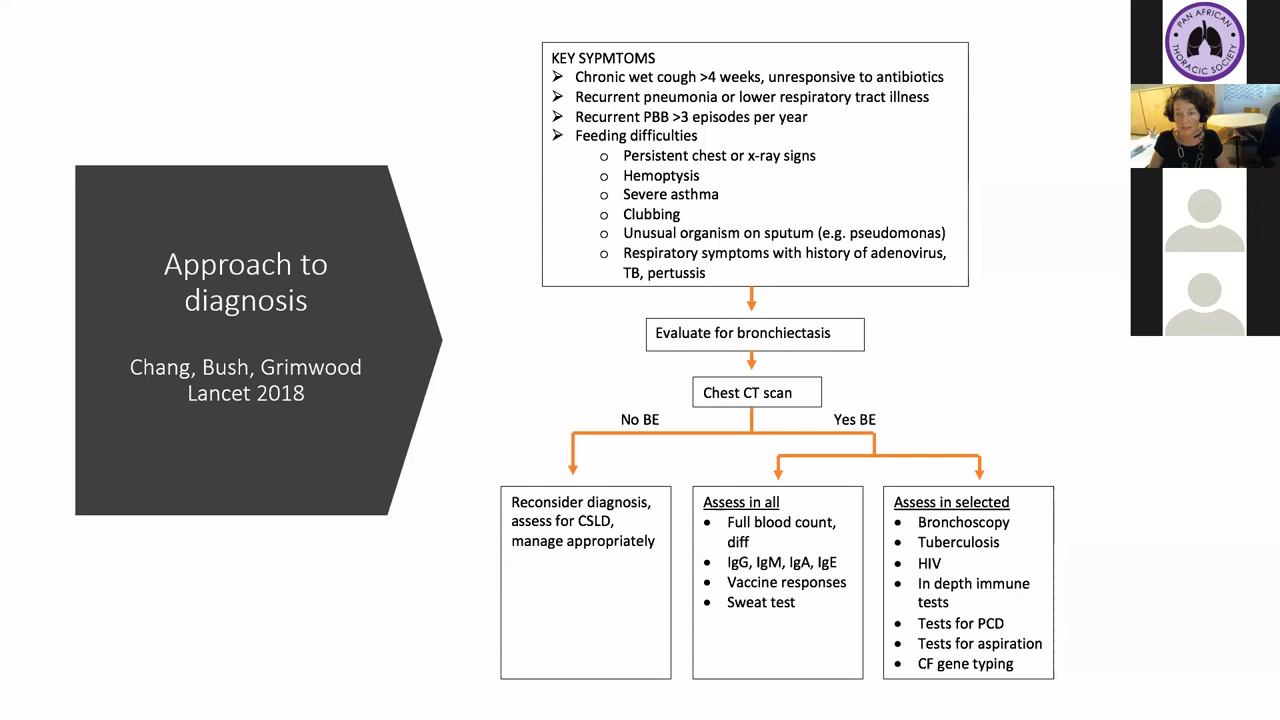 Approach to
diagnosis
Chang, Bush, Grimwood
Lancet 2018
KEY SYPMTOMS
➢ Chronic wet cough >4 weeks, unresponsive to antibiotics
➢ Recurrent pneumonia or lower respiratory tract illness
➢ Recurrent PBB >3 episodes per year
➢ Feeding difficulties
o Persistent chest or x-ray signs
o Hemoptysis
o Severe asthma
o Clubbing
o Unusual organism on sputum (e.g. pseudomonas)
o Respiratory symptoms with history of adenovirus,
TB, pertussis
Evaluate for bronchiectasis
Chest CT scan
No BE
Yes BE
Reconsider diagnosis,
assess for CSLD,
manage appropriately
Assess in all
• Full blood count,
diff
• IgG, IgM, IgA, IgE
• Vaccine responses
• Sweat test
Assess in selected
• Bronchoscopy
• Tuberculosis
• HIV
• In depth immune
tests
• Tests for PCD
• Tests for aspiration
• CF gene typing
PAN AFRICAN
THORACIC SOCIETY